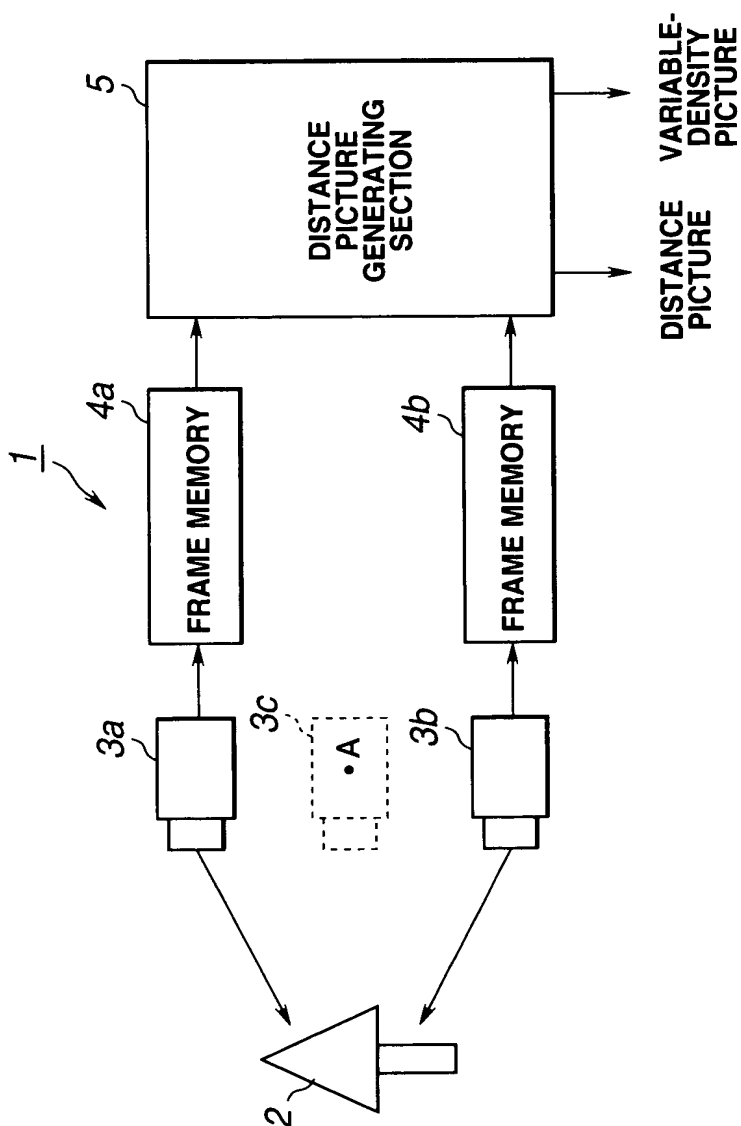 1
2
3a
3c
A
3b
4a
FRAME MEMORY
4b
FRAME MEMORY
5
DISTANCE
PICTURE
GENERATING
SECTION
DISTANCE
PICTURE
VARIABLE-
DENSITY
PICTURE